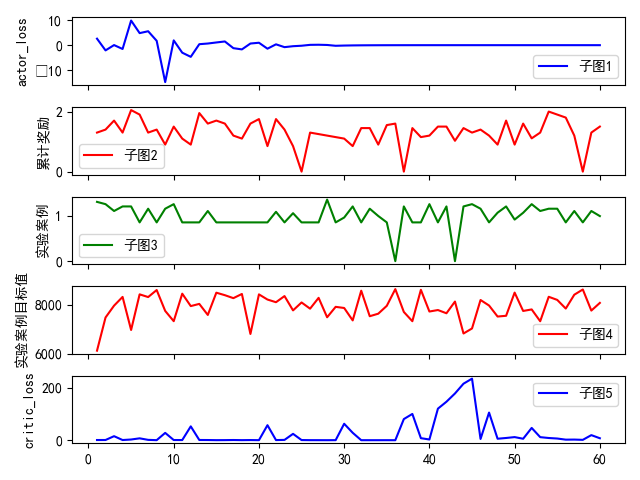 actor_loss
10
0
□10
子图1
累计奖励
2
0
子图2
实验案例
1
0
子图3
实验案例目标值
8000
6000
子图4
critic_loss
200
0
子图5
0 10 20 30 40 50 60